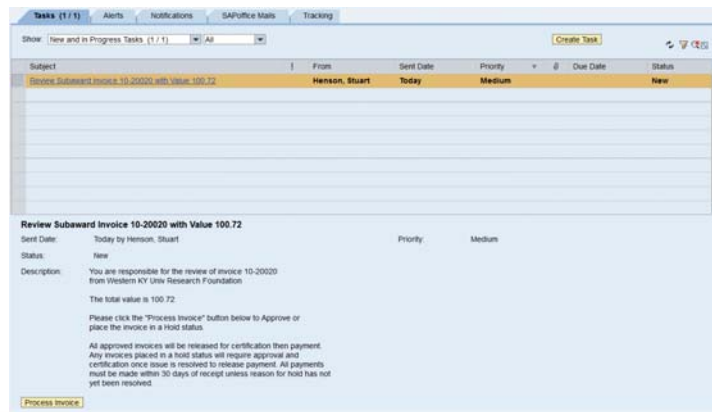 Tasks (1 / 1) Alerts Notifications SAPoffice Mails Tracking
Show: New and in Progress Tasks (1 / 1) All Create Task
Subject ! From Sent Date Priority Due Date Status
Review Subaward Invoice 10-20020 with Value 100.72 Henson, Stuart Today Medium New
Review Subaward Invoice 10-20020 with Value 100.72
Sent Date: Today by Henson, Stuart Priority: Medium
Status: New
Description: You are responsible for the review of invoice 10-20020
from Western KY Univ Research Foundation
The total value is 100.72
Please click the "Process Invoice" button below to Approve or
place the invoice in a Hold status.
All approved invoices will be released for certification then payment.
Any invoices placed in a hold status will require approval and
certification once issue is resolved to release payment. All payments
must be made within 30 days of receipt unless reason for hold has not
yet been resolved.
Process Invoice